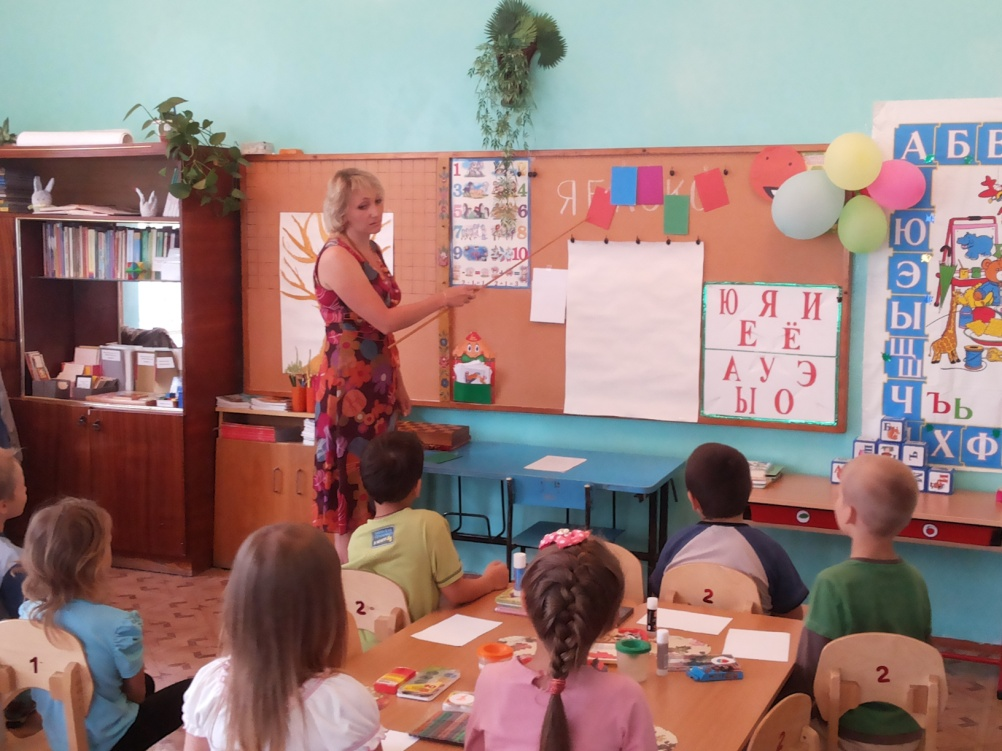 ЯБЛОКО
1 2
3 4
5 6
7 8
9 10
Ю Я И
Е Ё
А У Э
Ы О
А Б В
Ю
Э
Ы
Щ
Ч
Ъ Ь
Х Ф
2
2
1
2